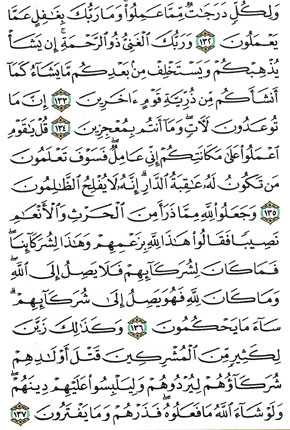 وَلِكُلٍّ دَرَجَٰتٌ مِّمَّا عَمِلُوا۟ وَمَا رَبُّكَ بِغَٰفِلٍ عَمَّا
يَعْمَلُونَ ١٣٢ وَرَبُّكَ ٱلْغَنِىُّ ذُو ٱلرَّحْمَةِ إِن يَشَأْ
يُذْهِبْكُمْ وَيَسْتَخْلِفْ مِنۢ بَعْدِكُم مَّا يَشَآءُ كَمَآ
أَنشَأَكُم مِّن ذُرِّيَّةِ قَوْمٍ ءَاخَرِينَ ١٣٣ إِنَّ مَا
تُوعَدُونَ لَءَاتٍ وَمَآ أَنتُم بِمُعْجِزِينَ ١٣٤ قُلْ يَٰقَوْمِ
ٱعْمَلُوا۟ عَلَىٰ مَكَانَتِكُمْ إِنِّى عَامِلٌ فَسَوْفَ تَعْلَمُونَ
مَن تَكُونُ لَهُۥ عَٰقِبَةُ ٱلدَّارِ إِنَّهُۥ لَا يُفْلِحُ ٱلظَّٰلِمُونَ
١٣٥ وَجَعَلُوا۟ لِلَّهِ مِمَّا ذَرَأَ مِنَ ٱلْحَرْثِ وَٱلْأَنْعَٰمِ
نَصِيبًا فَقَالُوا۟ هَٰذَا لِلَّهِ بِزَعْمِهِمْ وَهَٰذَا لِشُرَكَآئِنَا
فَمَا كَانَ لِشُرَكَآئِهِمْ فَلَا يَصِلُ إِلَى ٱللَّهِ
وَمَا كَانَ لِلَّهِ فَهُوَ يَصِلُ إِلَىٰ شُرَكَآئِهِمْ
سَآءَ مَا يَحْكُمُونَ ١٣٦ وَكَذَٰلِكَ زَيَّنَ
لِكَثِيرٍ مِّنَ ٱلْمُشْرِكِينَ قَتْلَ أَوْلَٰدِهِمْ
شُرَكَآؤُهُمْ لِيُرْدُوهُمْ وَلِيَلْبِسُوا۟ عَلَيْهِمْ دِينَهُمْ
وَلَوْ شَآءَ ٱللَّهُ مَا فَعَلُوهُ فَذَرْهُمْ وَمَا يَفْتَرُونَ ١٣٧